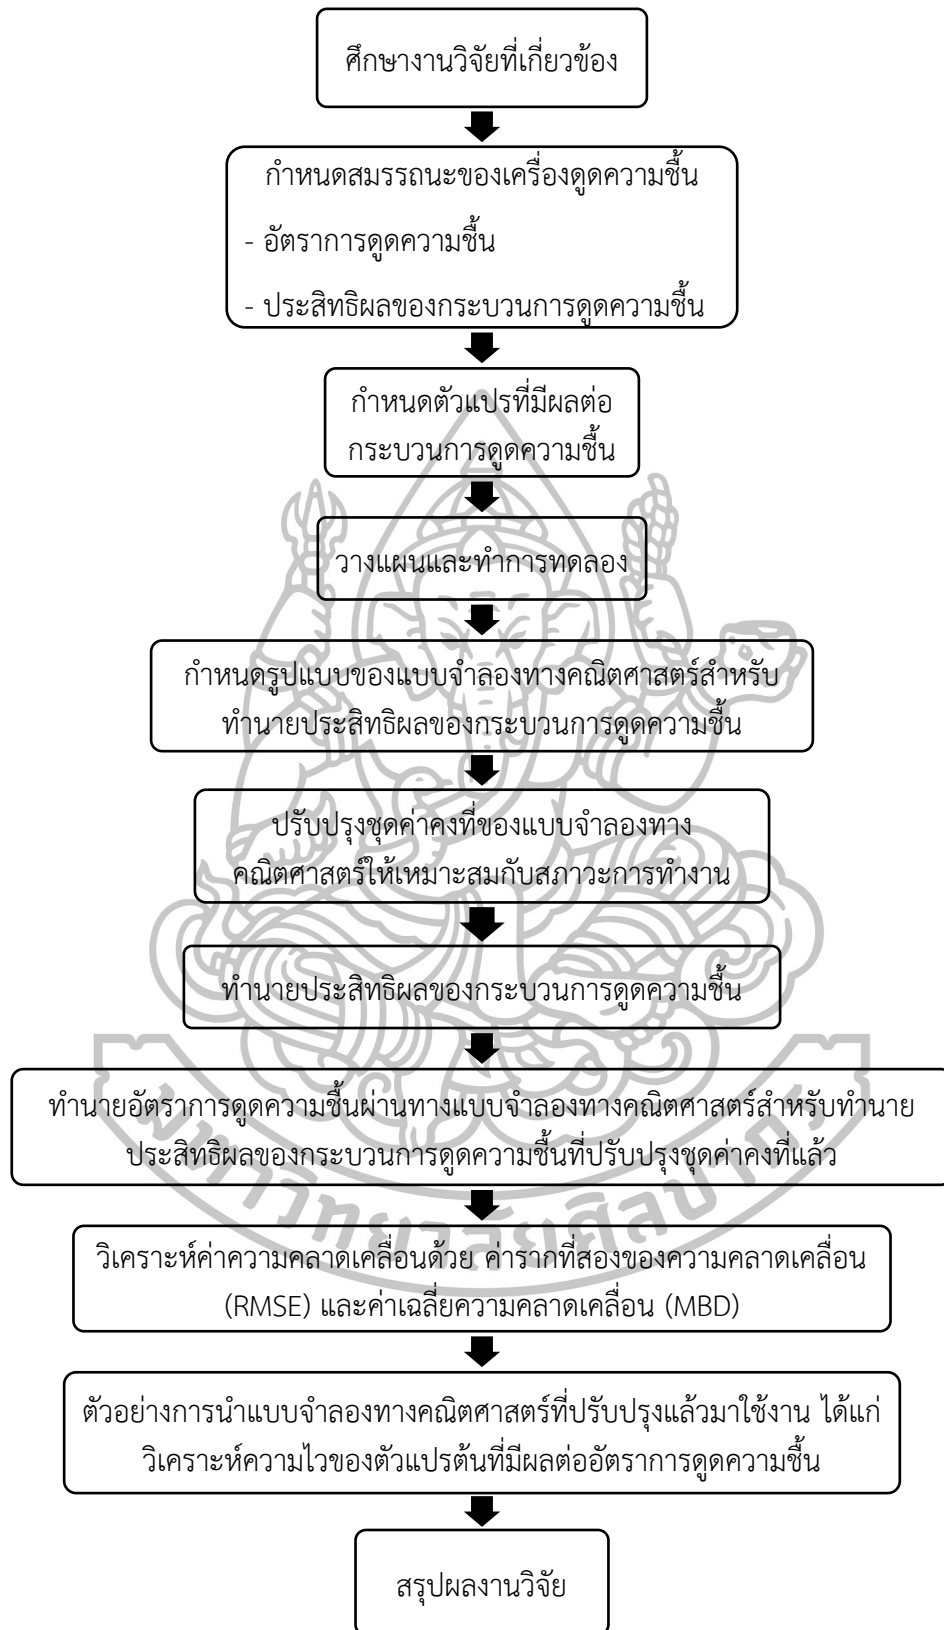 ศึกษางานวิจัยที่เกี่ยวข้อง
กำหนดสมรรถนะของเครื่องดูดความชื้น
- อัตราการดูดความชื้น
- ประสิทธิผลของกระบวนการดูดความชื้น
กำหนดตัวแปรที่มีผลต่อ
กระบวนการดูดความชื้น
วางแผนและทำการทดลอง
กำหนดรูปแบบของแบบจำลองทางคณิตศาสตร์สำหรับ
ทำนายประสิทธิผลของกระบวนการดูดความชื้น
ปรับปรุงชุดค่าคงที่ของแบบจำลองทาง
คณิตศาสตร์ให้เหมาะสมกับสภาวะการทำงาน
ทำนายประสิทธิผลของกระบวนการดูดความชื้น
ทำนายอัตราการดูดความชื้นผ่านทางแบบจำลองทางคณิตศาสตร์สำหรับทำนาย
ประสิทธิผลของกระบวนการดูดความชื้นที่ปรับปรุงชุดค่าคงที่แล้ว
มหาวิทยาลัยศิลปากร
วิเคราะห์ค่าความคลาดเคลื่อนด้วย ค่ารากที่สองของความคลาดเคลื่อน
(RMSE) และค่าเฉลี่ยความคลาดเคลื่อน (MBD)
ตัวอย่างการนำแบบจำลองทางคณิตศาสตร์ที่ปรับปรุงแล้วมาใช้งาน ได้แก่
วิเคราะห์ความไวของตัวแปรต้นที่มีผลต่ออัตราการดูดความชื้น
สรุปผลงานวิจัย